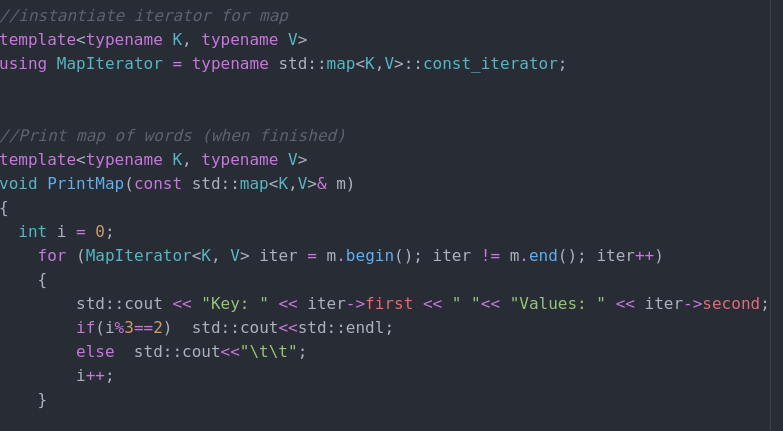 //instantiate iterator for map
template<typename K, typename V>
using MapIterator = typename std::map<K,V>::const_iterator;
//Print map of words (when finished)
template<typename K, typename V>
void PrintMap(const std::map<K,V>& m)
{
  int i = 0;
    for (MapIterator<K, V> iter = m.begin(); iter != m.end(); iter++)
    {
        std::cout << "Key: " << iter->first << " "<< "Values: " << iter->second;
        if(i%3==2)  std::cout<<std::endl;
        else  std::cout<<"\t\t";
        i++;
    }